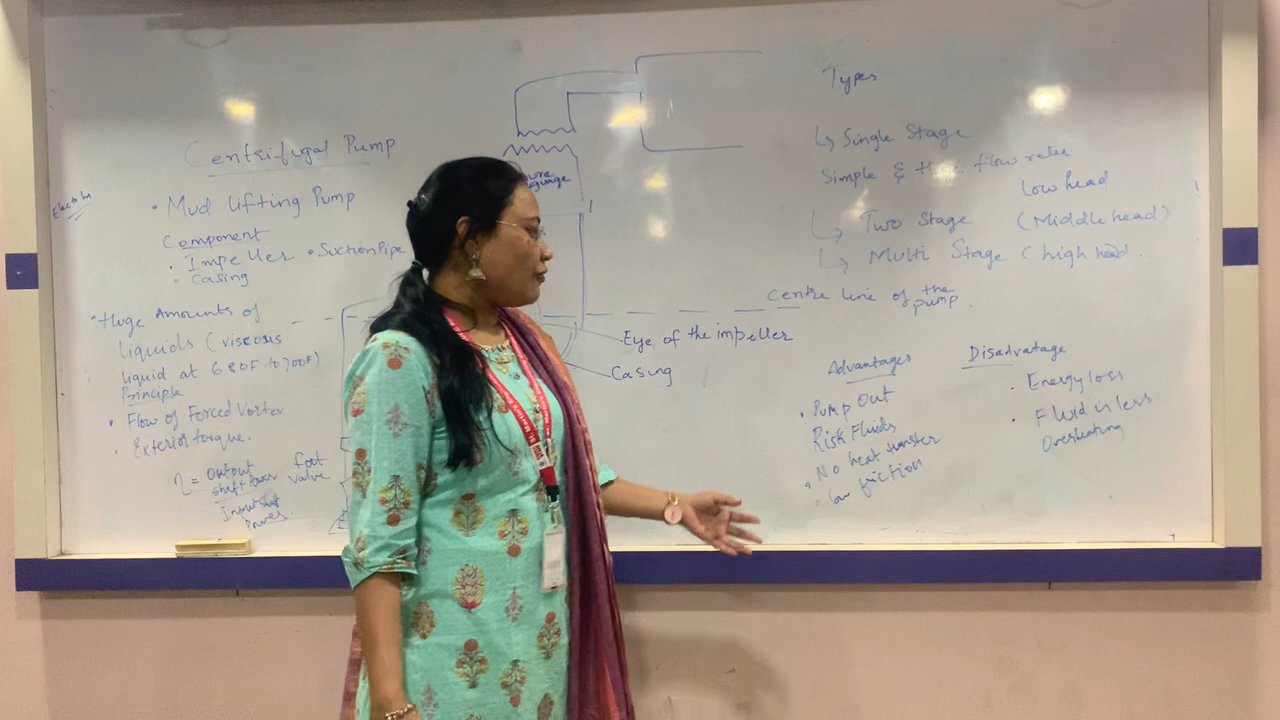 Centrifugal Pump
• Mud Lifting Pump
Component
• Impeller • Suction Pipe
• Casing
• Huge Amounts of
liquids (viscous
liquid at
Principle
• Flow of Forced Vortex
• Exterior torque.
η = output
shaft power
foot
valve
Eye of the impeller
Casing
Centre line of the
pump.
Types
↳ Single Stage
Simple & flow rates
Low head
↳ Two Stage (Middle head)
↳ Multi Stage (high head)
Advantages
• Pump Out
Risk Fluids
• No heat transfer
• Low friction
Disadvatage
• Energy loss
• Fluid is less
Overheating